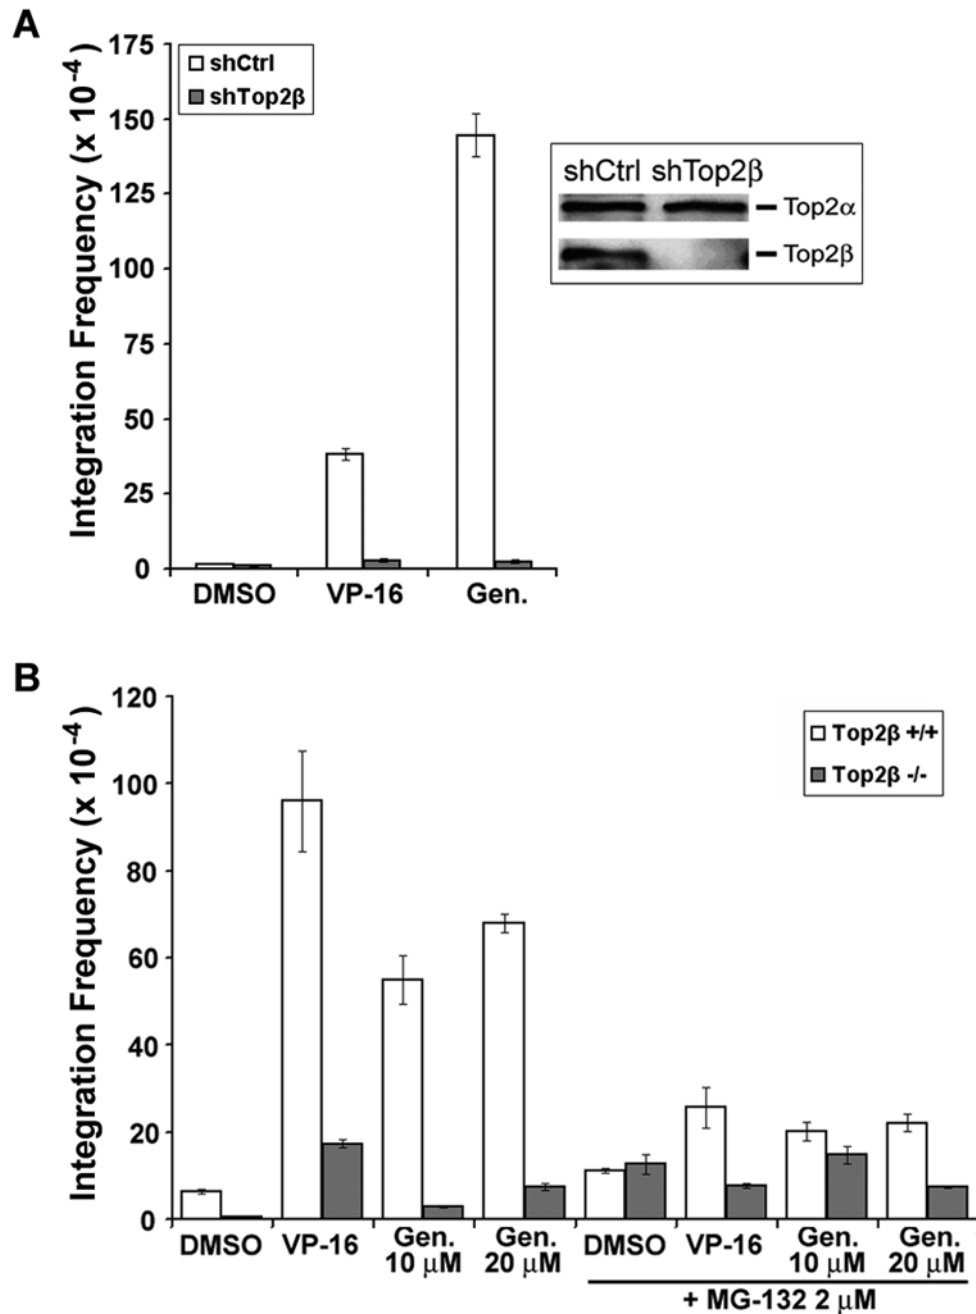 A
Integration Frequency (x 10-4)
175
150
125
100
75
50
25
0
shCtrl
shTop2β
shCtrl shTop2β
Top2α
Top2β
DMSO VP-16 Gen.
B
Integration Frequency (x 10-4)
120
100
80
60
40
20
0
Top2β +/+
Top2β -/-
DMSO VP-16 Gen. 10 μM Gen. 20 μM DMSO VP-16 Gen. 10 μM Gen. 20 μM
+ MG-132 2 μM